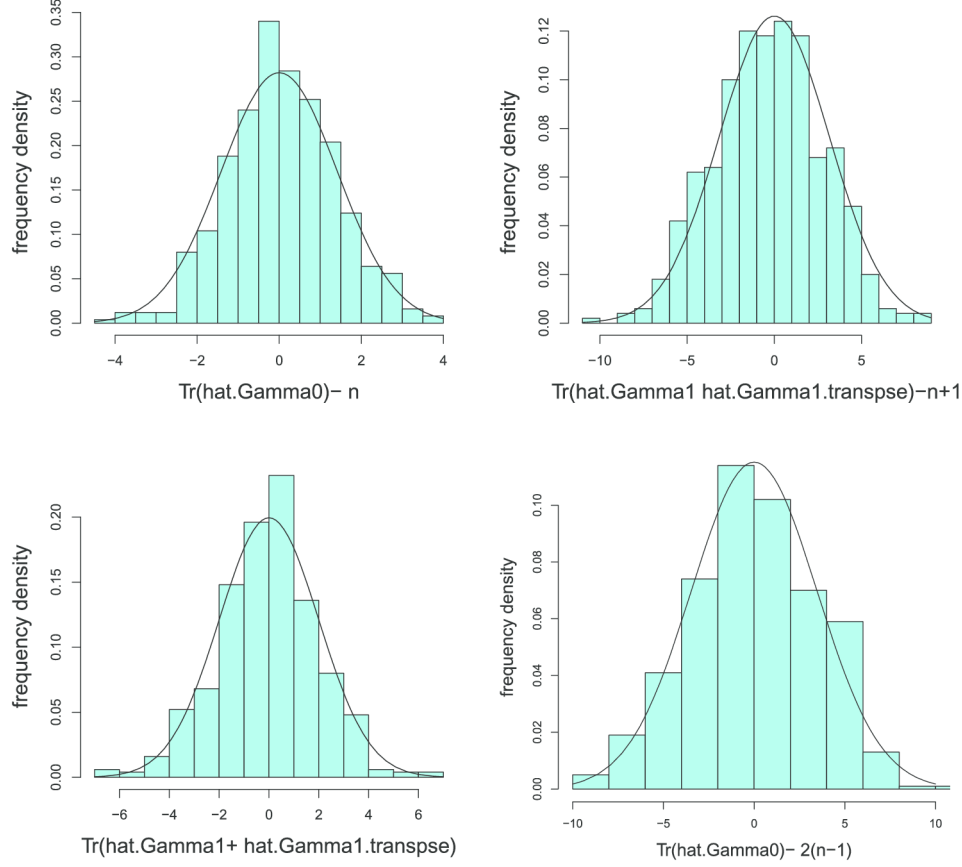 frequency density
0.00 0.05 0.10 0.15 0.20 0.25 0.30 0.35
−4 −2 0 2 4
Tr(hat.Gamma0)− n
frequency density
0.00 0.02 0.04 0.06 0.08 0.10 0.12
−10 −5 0 5
Tr(hat.Gamma1 hat.Gamma1.transpse)−n+1
frequency density
0.00 0.05 0.10 0.15 0.20
−6 −4 −2 0 2 4 6
Tr(hat.Gamma1+ hat.Gamma1.transpse)
frequency density
0.00 0.02 0.04 0.06 0.08 0.10
−10 −5 0 5 10
Tr(hat.Gamma0)− 2(n−1)